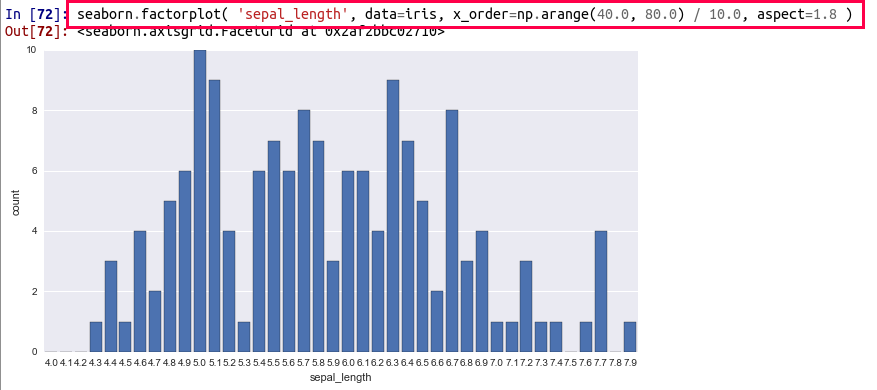 In [72]: seaborn.factorplot( 'sepal_length', data=iris, x_order=np.arange(40.0, 80.0) / 10.0, aspect=1.8 )
Out[72]: <seaborn.axisgrid.FacetGrid at 0x2af2bbc02710>
10
8
6
4
2
0
count
4.0 4.1 4.2 4.3 4.4 4.5 4.6 4.7 4.8 4.9 5.0 5.1 5.2 5.3 5.4 5.5 5.6 5.7 5.8 5.9 6.0 6.1 6.2 6.3 6.4 6.5 6.6 6.7 6.8 6.9 7.0 7.1 7.2 7.3 7.4 7.5 7.6 7.7 7.8 7.9
sepal_length